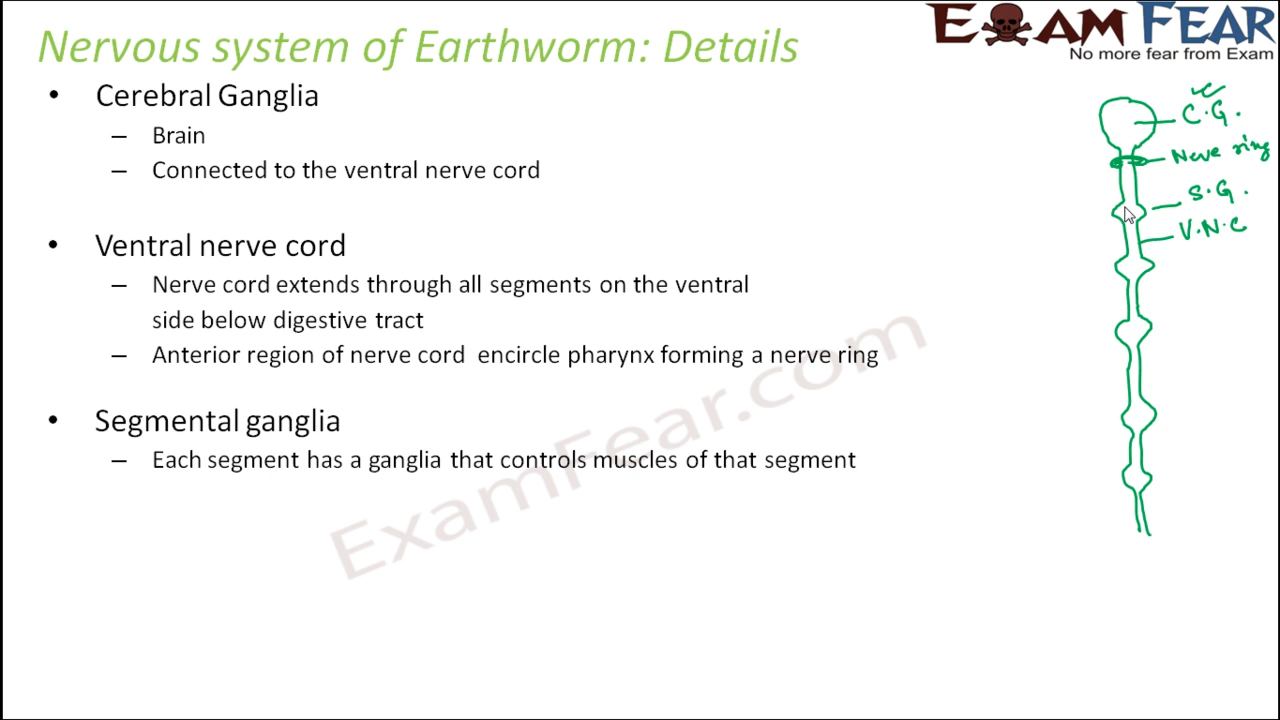 Nervous system of Earthworm: Details
EXAM FEAR
No more fear from Exam
• Cerebral Ganglia
– Brain
– Connected to the ventral nerve cord
• Ventral nerve cord
– Nerve cord extends through all segments on the ventral
side below digestive tract
– Anterior region of nerve cord encircle pharynx forming a nerve ring
• Segmental ganglia
– Each segment has a ganglia that controls muscles of that segment
C.G.
Nerve ring
S.G.
V.N.C
ExamFear.com